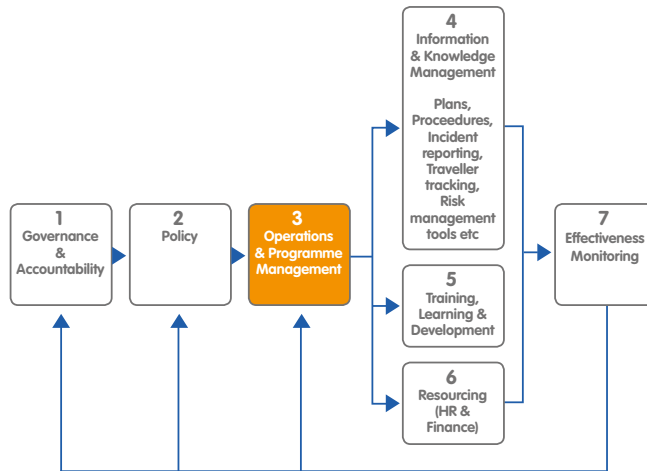 1
Governance
&
Accountability
2
Policy
3
Operations
& Programme
Management
4
Information
& Knowledge
Management
Plans,
Proceedures,
Incident
reporting,
Traveller
tracking,
Risk
management
tools etc
5
Training,
Learning &
Development
6
Resourcing
(HR &
Finance)
7
Effectiveness
Monitoring